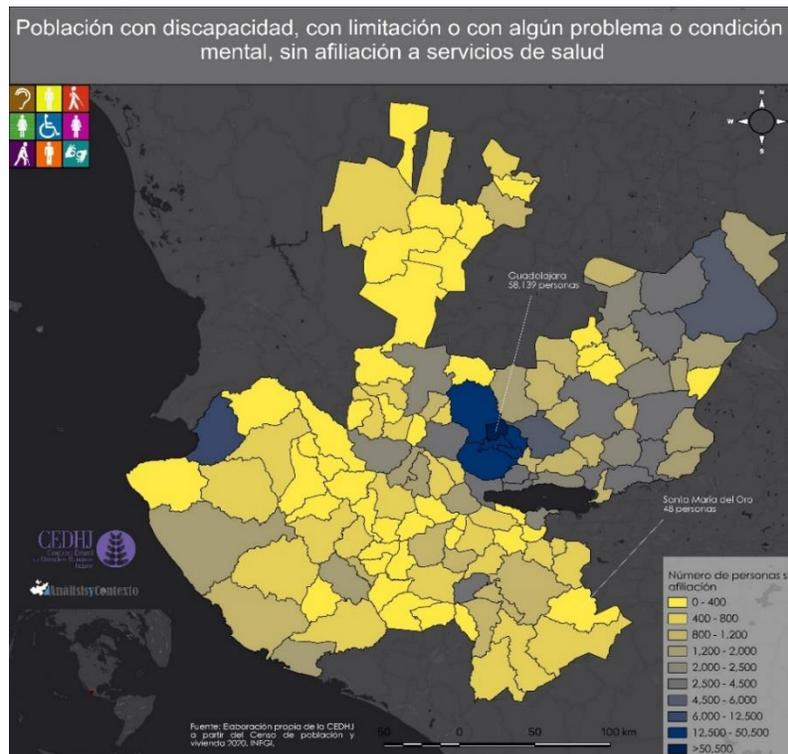 Población con discapacidad, con limitación o con algún problema o condición
mental, sin afiliación a servicios de salud
N
W
E
S
Guadalajara
58,139 personas
Santa María del Oro
48 personas
CEDHJ
AnálisisyContexto
Número de personas s
afiliación
0 - 400
400 - 800
800 - 1,200
1,200 - 2,000
2,000 - 2,500
2,500 - 4,500
4,500 - 6,000
6,000 - 12,500
12,500 - 50,500
>50,500
Fuente: Elaboración propia de la CEDHJ
a partir del Censo de población y
vivienda 2020, INEGI.
50 0 50 100 km